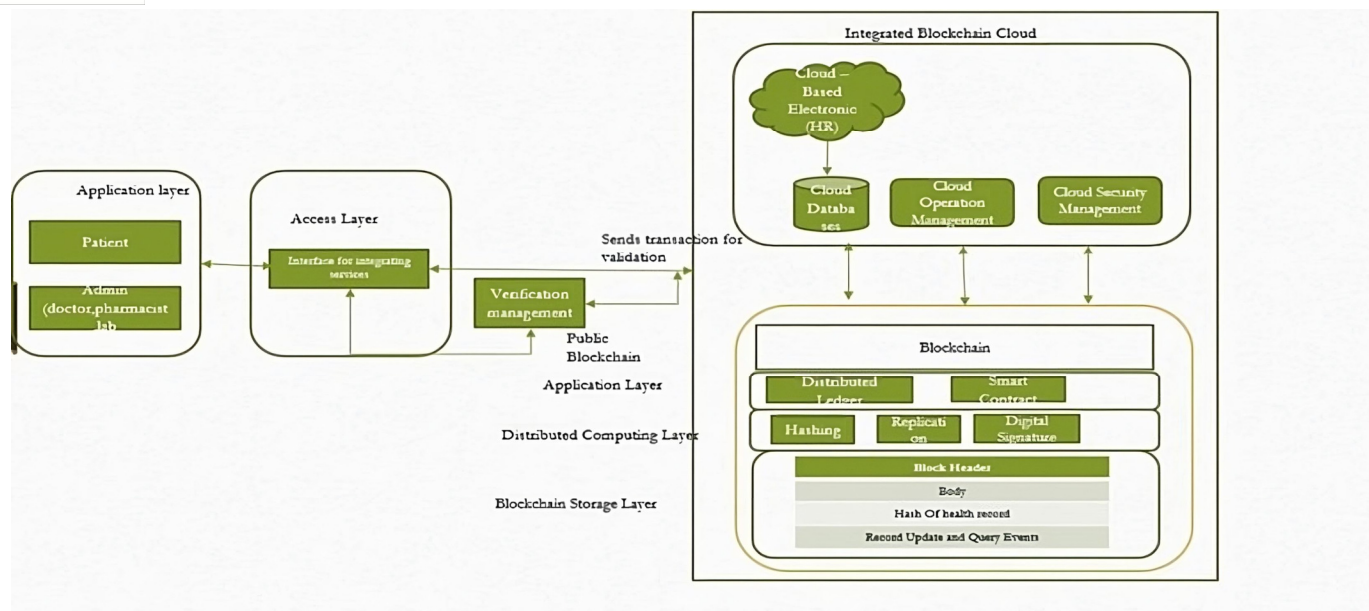 Integrated Blockchain Cloud
Cloud –
Based
Electronic
(HR)
Cloud
Databa
ses
Cloud
Operation
Management
Cloud Security
Management
Application layer
Patient
Admin
(doctor,pharmacist
lab
Access Layer
Interface for integrating
services
Sends transaction for
validation
Verification
management
Public
Blockchain
Blockchain
Application Layer
Distributed
Ledger
Smart
Contract
Distributed Computing Layer
Hashing
Replicati
on
Digital
Signature
Blockchain Storage Layer
Block Header
Body
Hash Of health record
Record Update and Query Events